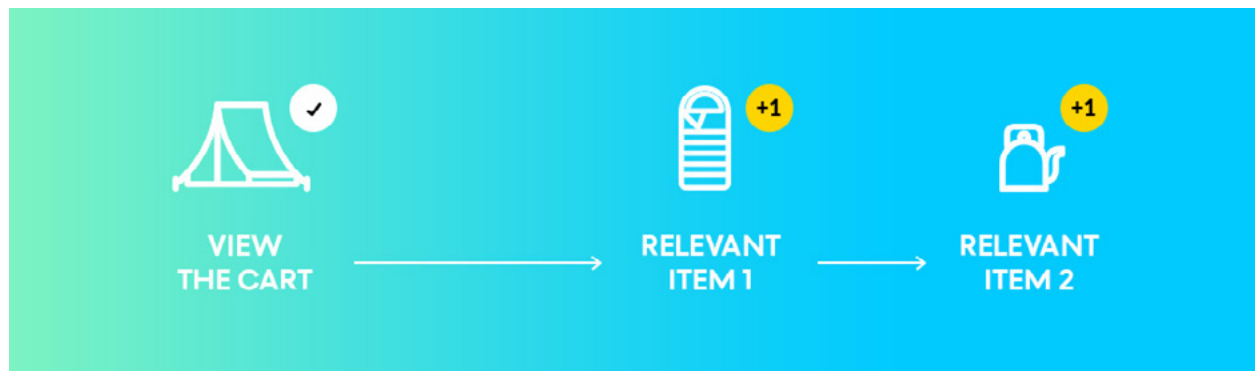 +1
+1
VIEW
THE CART
RELEVANT
ITEM 1
RELEVANT
ITEM 2